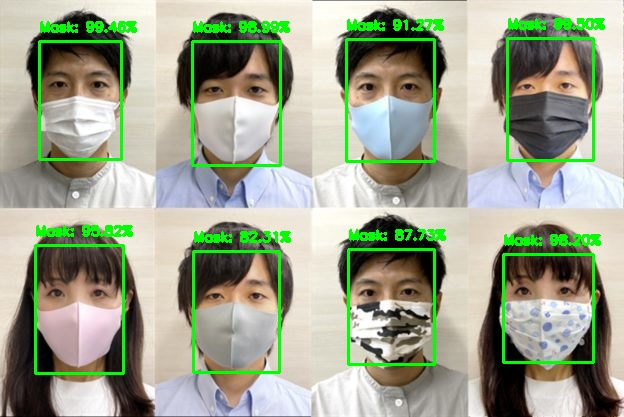 Mask: 99.46%
Mask: 98.99%
Mask: 91.27%
Mask: 89.50%
Mask: 95.82%
Mask: 82.31%
Mask: 87.73%
Mask: 98.20%